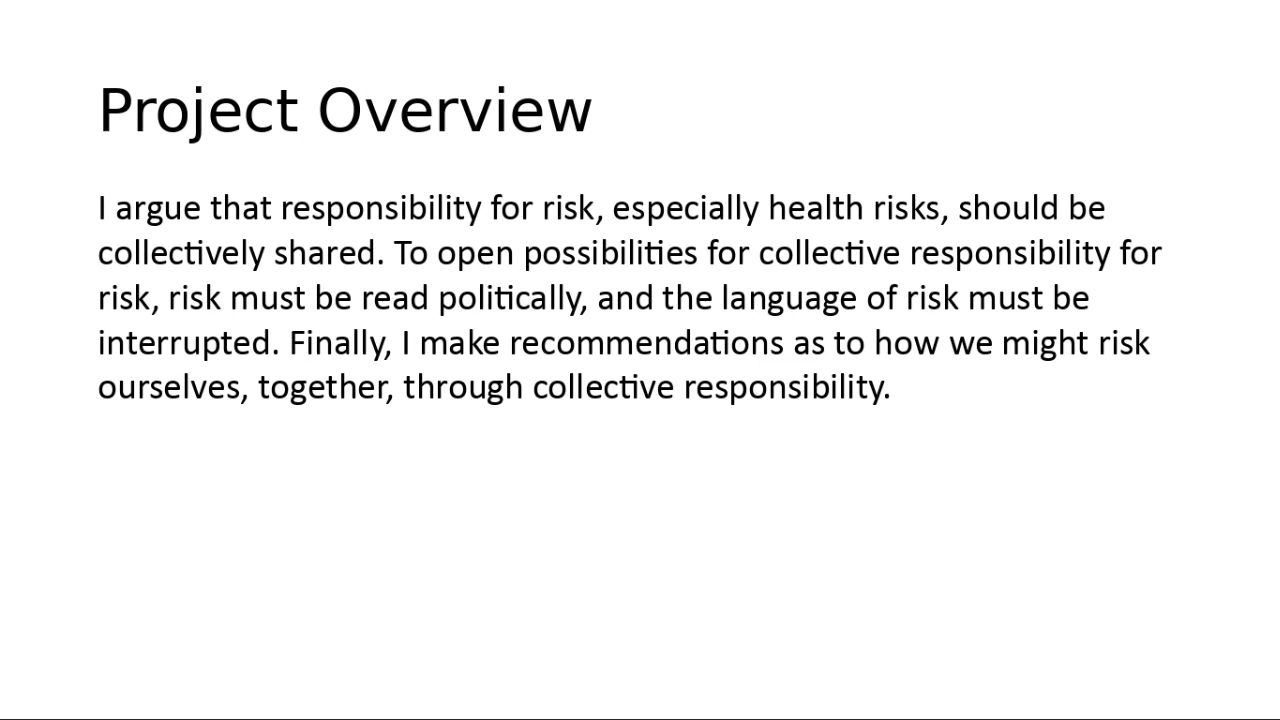 Project Overview
I argue that responsibility for risk, especially health risks, should be
collectively shared. To open possibilities for collective responsibility for
risk, risk must be read politically, and the language of risk must be
interrupted. Finally, I make recommendations as to how we might risk
ourselves, together, through collective responsibility.